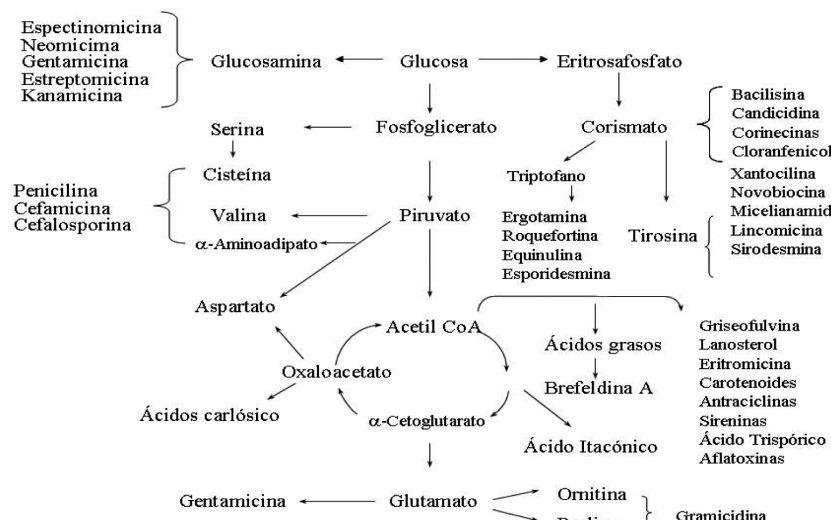 Espectinomicina
Neomicima
Gentamicina
Estreptomicina
Kanamicina
Glucosamina
Glucosa
Eritrosafosfato
Serina
Fosfoglicerato
Corismato
Bacilisina
Candicidina
Corinecinas
Cloranfenicol
Cisteína
Triptofano
Xantocilina
Novobiocina
Micelianamid
Lincomicina
Sirodesmina
Penicilina
Cefamicina
Cefalosporina
Valina
Piruvato
α-Aminoadipato
Ergotamina
Roquefortina
Equinulina
Esporidesmina
Tirosina
Aspartato
Acetil CoA
Ácidos grasos
Griseofulvina
Lanosterol
Eritromicina
Carotenoides
Antraciclinas
Sireninas
Ácido Trispórico
Aflatoxinas
Oxaloacetato
Brefeldina A
Ácidos carlósico
α-Cetoglutarato
Ácido Itacónico
Gentamicina
Glutamato
Ornitina
Gramicidina